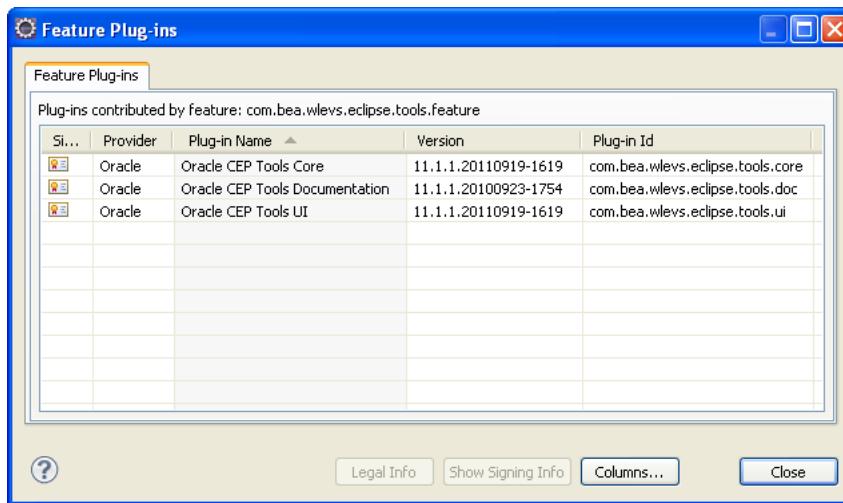 Feature Plug-ins
Feature Plug-ins
Plug-ins contributed by feature: com.bea.wlevs.eclipse.tools.feature
Si... Provider Plug-in Name Version Plug-in Id
Oracle Oracle CEP Tools Core 11.1.1.20110919-1619 com.bea.wlevs.eclipse.tools.core
Oracle Oracle CEP Tools Documentation 11.1.1.20100923-1754 com.bea.wlevs.eclipse.tools.doc
Oracle Oracle CEP Tools UI 11.1.1.20110919-1619 com.bea.wlevs.eclipse.tools.ui
? Legal Info Show Signing Info Columns... Close